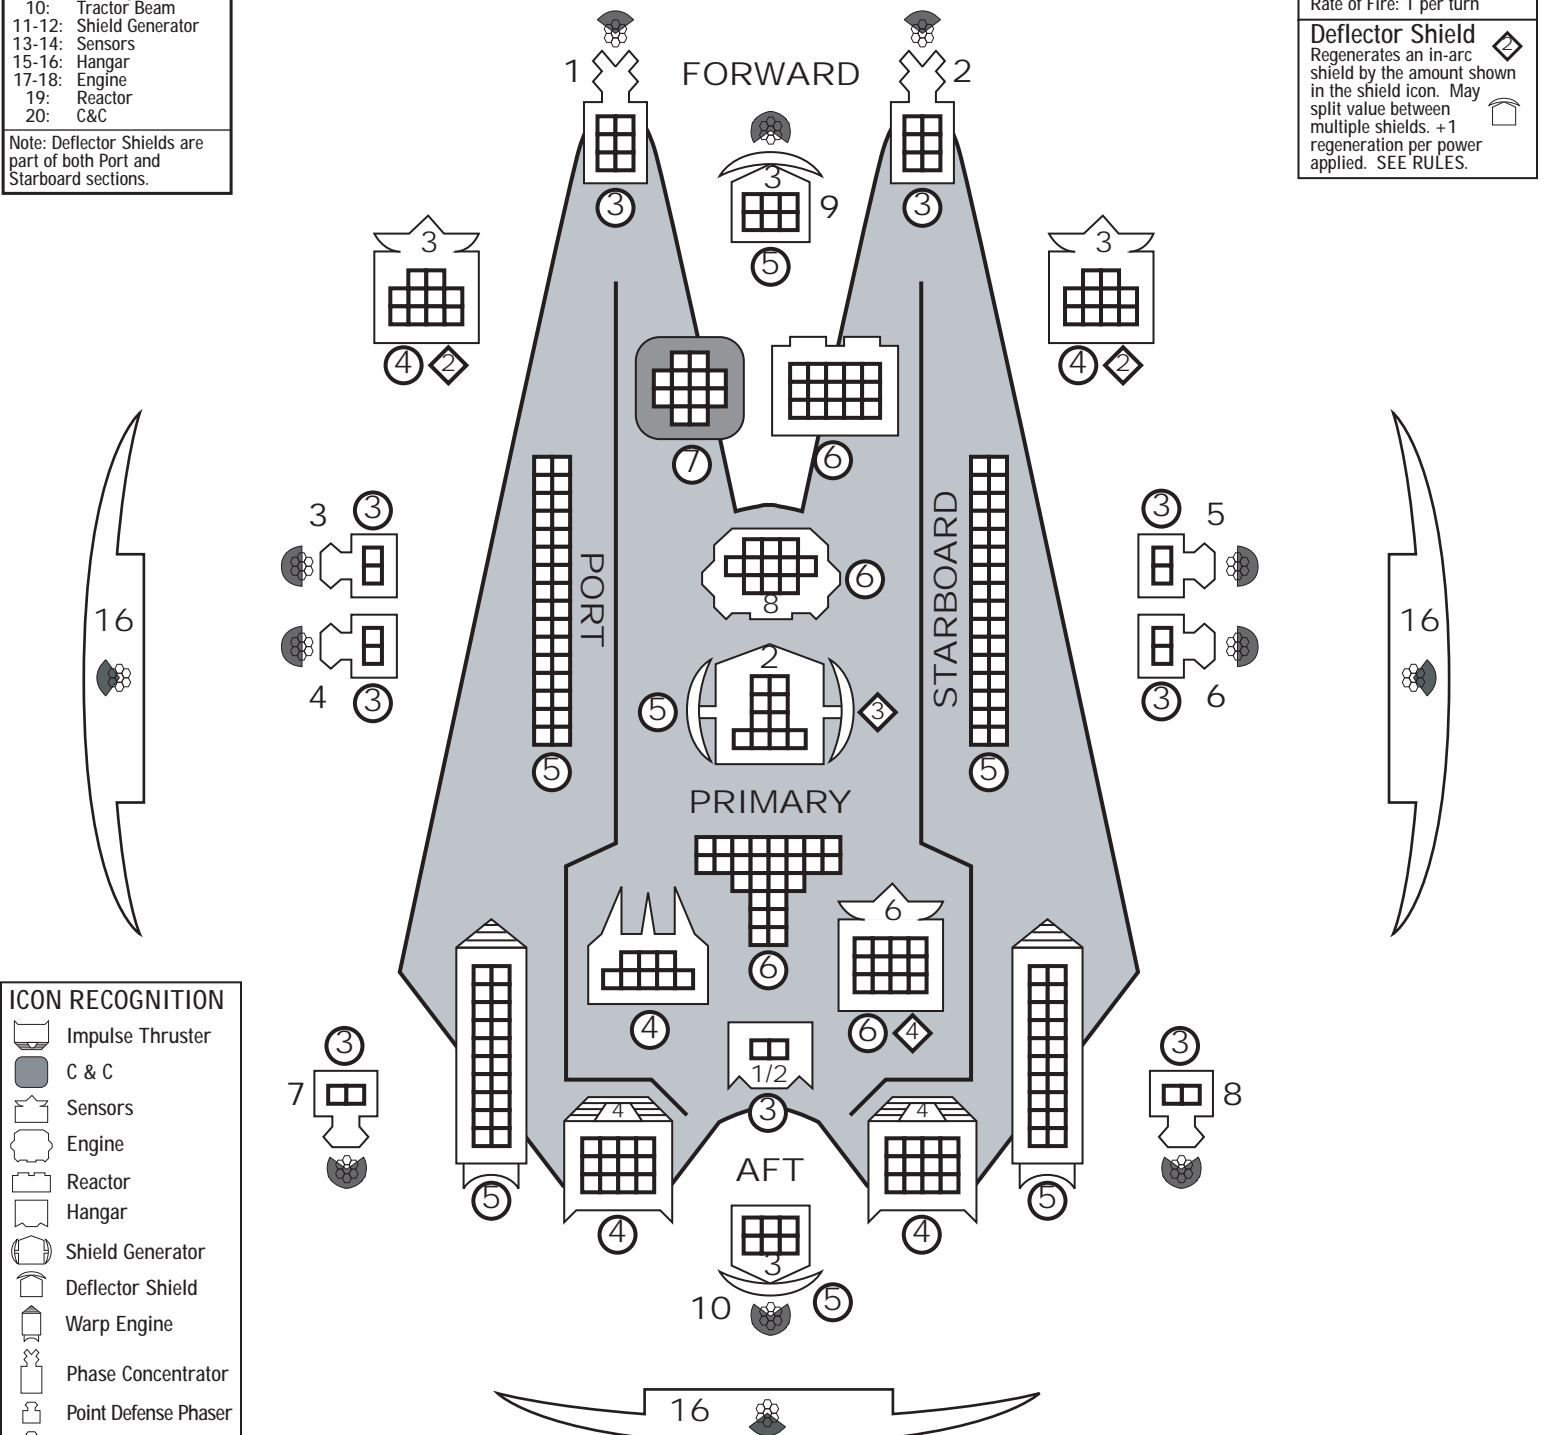 10: Tractor Beam
11-12: Shield Generator
13-14: Sensors
15-16: Hangar
17-18: Engine
19: Reactor
20: C&C
Note: Deflector Shields are
part of both Port and
Starboard sections.
Rate of Fire: 1 per turn
Deflector Shield
2
Regenerates an in-arc
shield by the amount shown
in the shield icon. May
split value between
multiple shields. +1
regeneration per power
applied. SEE RULES.
1
FORWARD
2
3
3
3
9
5
3
4
2
3
4
2
7
6
3
3
3
5
4
3
3
6
16
16
PORT
STARBOARD
8
6
2
5
3
5
5
PRIMARY
6
4
6
6
4
1/2
3
7
3
3
8
4
4
5
4
4
5
AFT
3
10
5
16
ICON RECOGNITION
Impulse Thruster
C & C
Sensors
Engine
Reactor
Hangar
Shield Generator
Deflector Shield
Warp Engine
Phase Concentrator
Point Defense Phaser